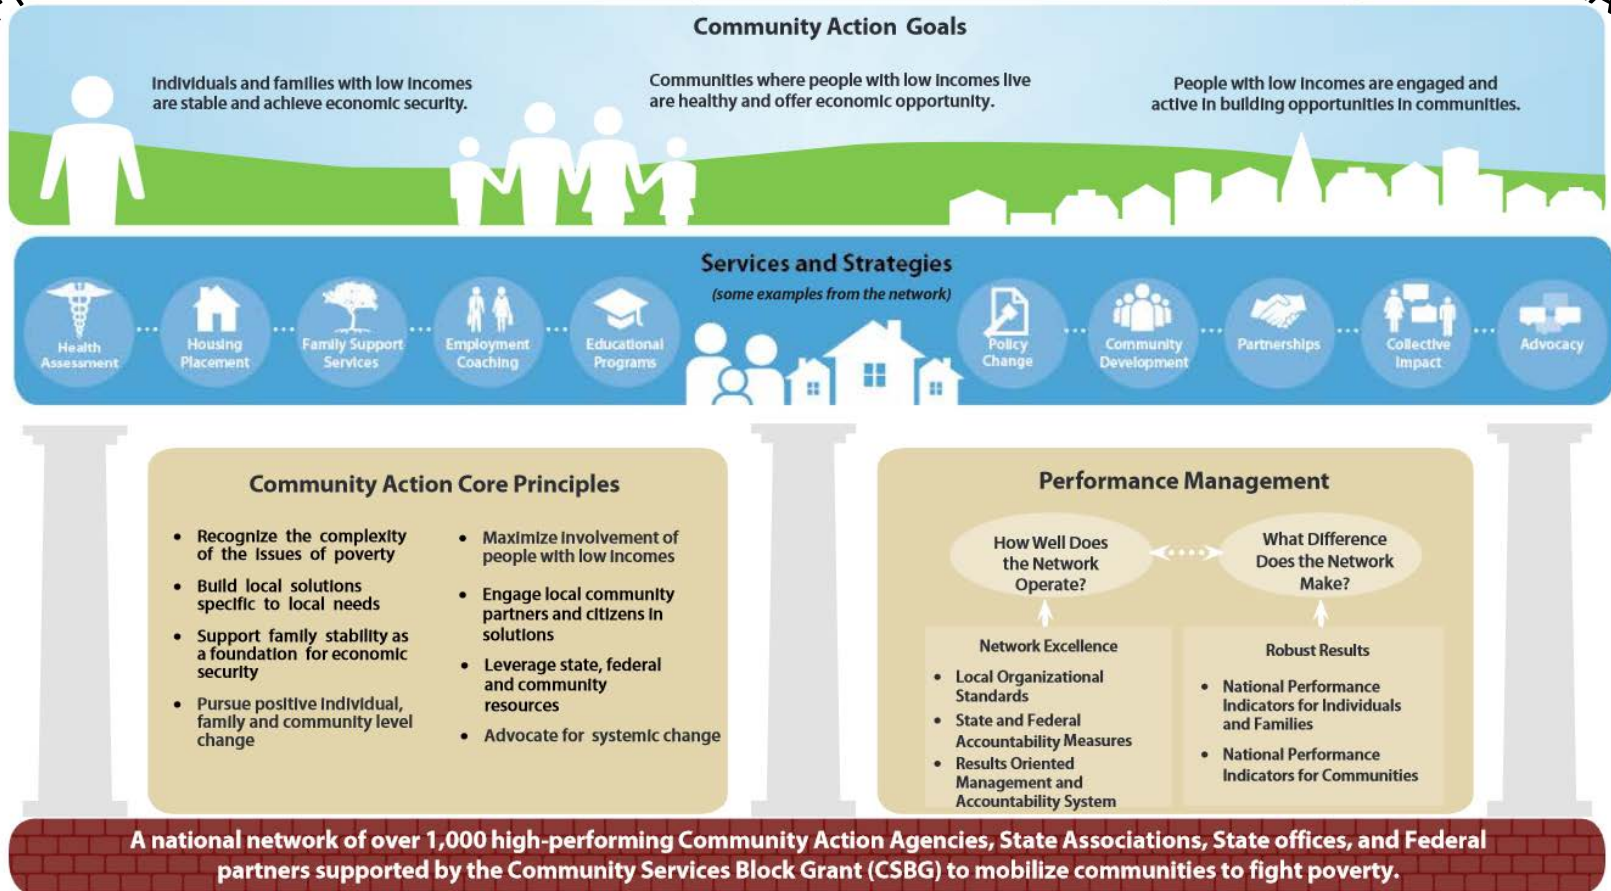 Community Action Goals
Individuals and families with low incomes
are stable and achieve economic security.
Communities where people with low incomes live
are healthy and offer economic opportunity.
People with low incomes are engaged and
active in building opportunities in communities.
Services and Strategies
(some examples from the network)
Health
Assessment
Housing
Placement
Family Support
Services
Employment
Coaching
Educational
Programs
Policy
Change
Community
Development
Partnerships
Collective
Impact
Advocacy
Community Action Core Principles
• Recognize the complexity
of the issues of poverty
• Build local solutions
specific to local needs
• Support family stability as
a foundation for economic
security
• Pursue positive individual,
family and community level
change
• Maximize involvement of
people with low incomes
• Engage local community
partners and citizens in
solutions
• Leverage state, federal
and community
resources
• Advocate for systemic change
Performance Management
How Well Does
the Network
Operate?
What Difference
Does the Network
Make?
Network Excellence
• Local Organizational
Standards
• State and Federal
Accountability Measures
• Results Oriented
Management and
Accountability System
Robust Results
• National Performance
Indicators for Individuals
and Families
• National Performance
Indicators for Communities
A national network of over 1,000 high-performing Community Action Agencies, State Associations, State offices, and Federal
partners supported by the Community Services Block Grant (CSBG) to mobilize communities to fight poverty.